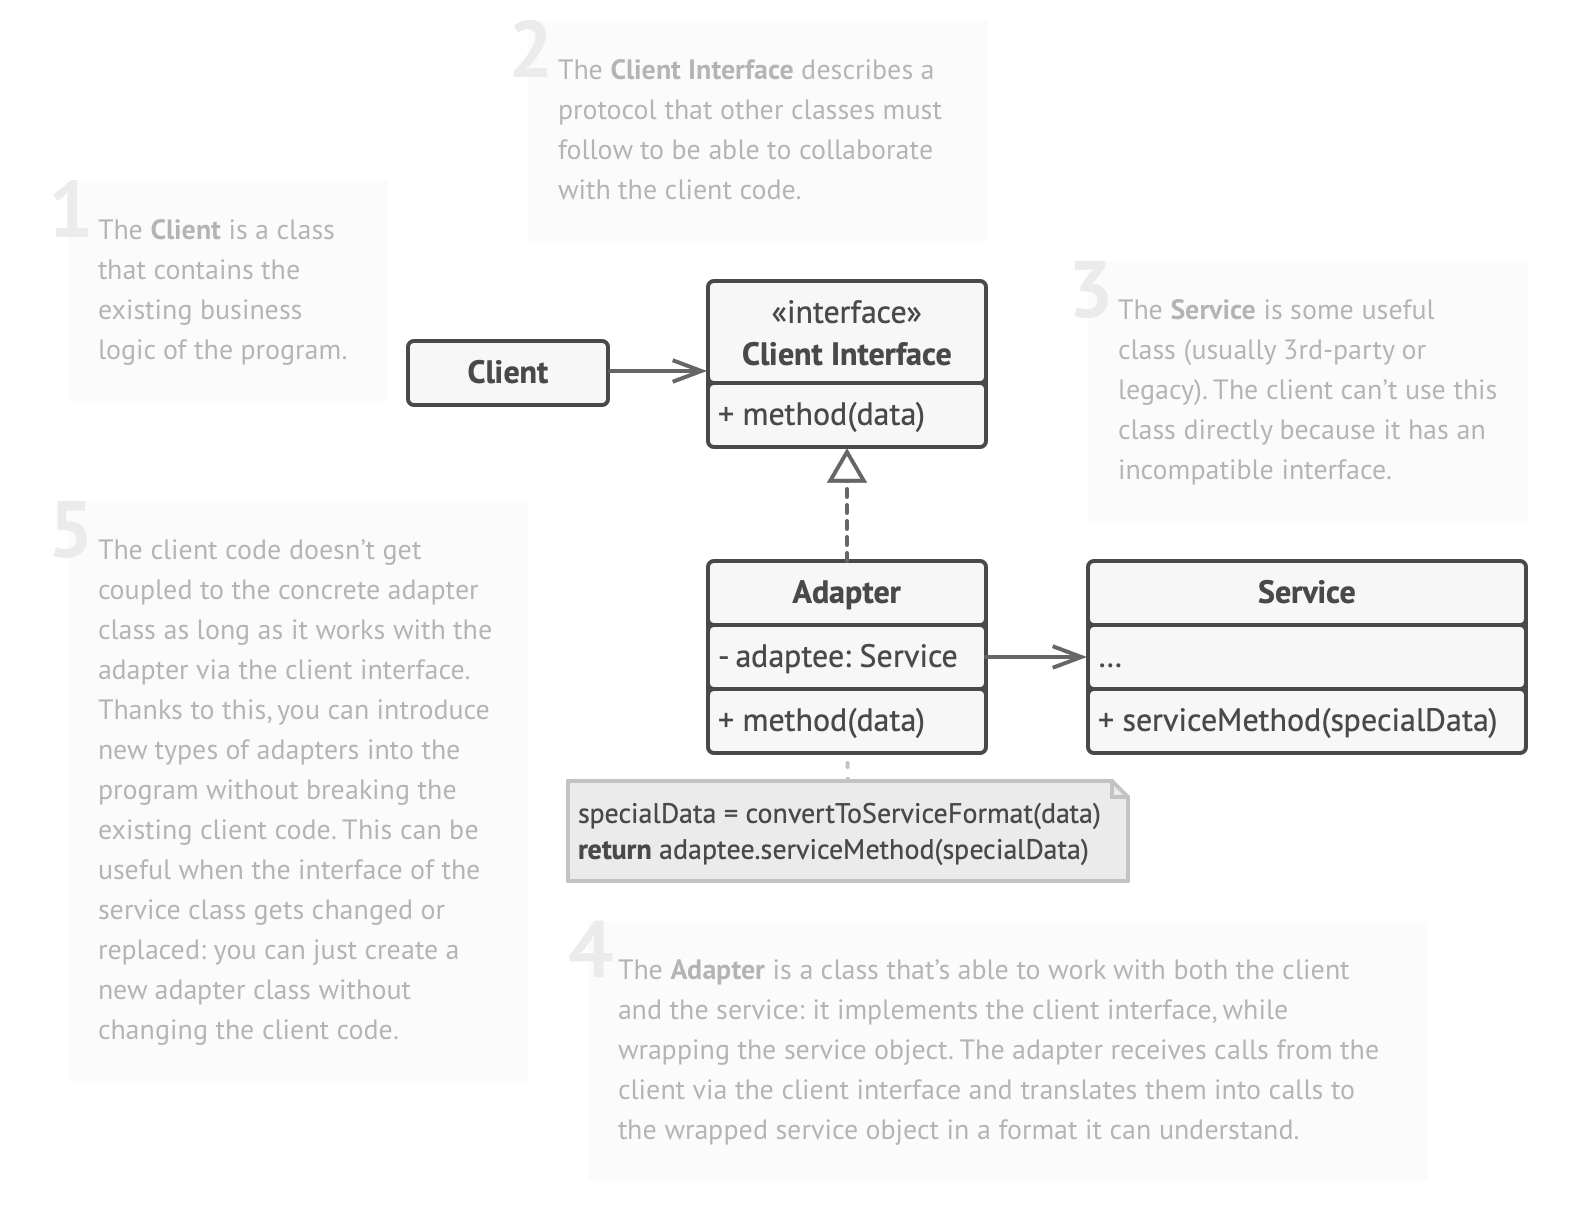 2
The Client Interface describes a
protocol that other classes must
follow to be able to collaborate
with the client code.
1
The Client is a class
that contains the
existing business
logic of the program.
Client
«interface»
Client Interface
+ method(data)
3
The Service is some useful
class (usually 3rd-party or
legacy). The client can’t use this
class directly because it has an
incompatible interface.
5
The client code doesn’t get
coupled to the concrete adapter
class as long as it works with the
adapter via the client interface.
Thanks to this, you can introduce
new types of adapters into the
program without breaking the
existing client code. This can be
useful when the interface of the
service class gets changed or
replaced: you can just create a
new adapter class without
changing the client code.
Adapter
- adaptee: Service
+ method(data)
Service
...
+ serviceMethod(specialData)
specialData = convertToServiceFormat(data)
return adaptee.serviceMethod(specialData)
4
The Adapter is a class that’s able to work with both the client
and the service: it implements the client interface, while
wrapping the service object. The adapter receives calls from the
client via the client interface and translates them into calls to
the wrapped service object in a format it can understand.